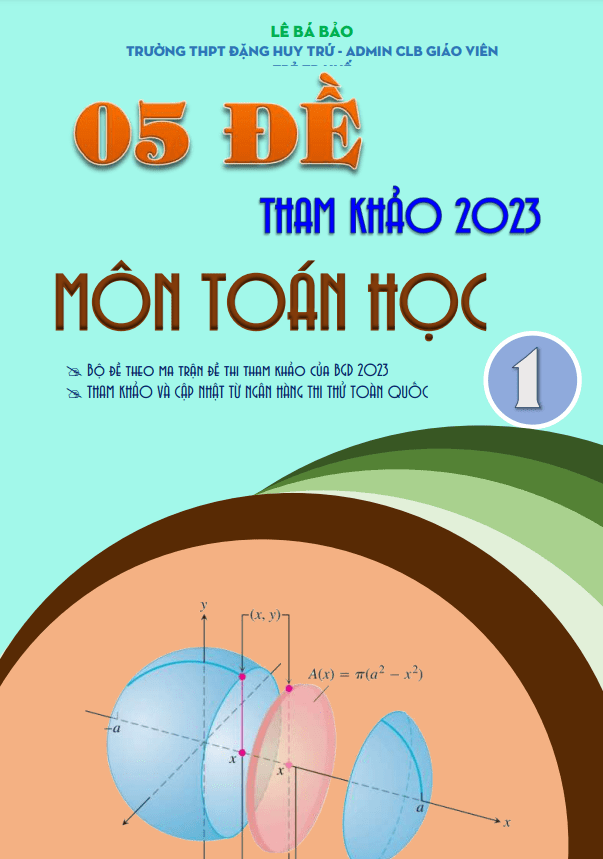 LÊ BÁ BẢO
TRƯỜNG THPT ĐẶNG HUY TRỨ - ADMIN CLB GIÁO VIÊN
05 ĐỀ
THAM KHẢO 2023
MÔN TOÁN HỌC
BỘ ĐỀ THEO MA TRẬN ĐỀ THI THAM KHẢO CỦA BGD 2023
THAM KHẢO VÀ CẬP NHẬT TỪ NGÂN HÀNG THI THỬ TOÀN QUỐC
1
y
(x, y)
A(x) = π(a² − x²)
−a
x
x
a
x